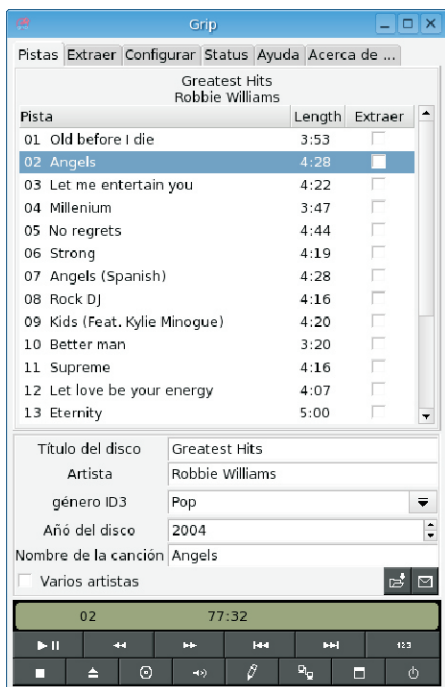 Grip
Pistas Extraer Configurar Status Ayuda Acerca de ...
Greatest Hits
Robbie Williams
Pista Length Extraer
01 Old before I die 3:53
02 Angels 4:28
03 Let me entertain you 4:22
04 Millenium 3:47
05 No regrets 4:44
06 Strong 4:19
07 Angels (Spanish) 4:28
08 Rock DJ 4:16
09 Kids (Feat. Kylie Minogue) 4:20
10 Better man 3:20
11 Supreme 4:16
12 Let love be your energy 4:07
13 Eternity 5:00
Título del disco Greatest Hits
Artista Robbie Williams
género ID3 Pop
Añó del disco 2004
Nombre de la canción Angels
Varios artistas
02 77:32
123